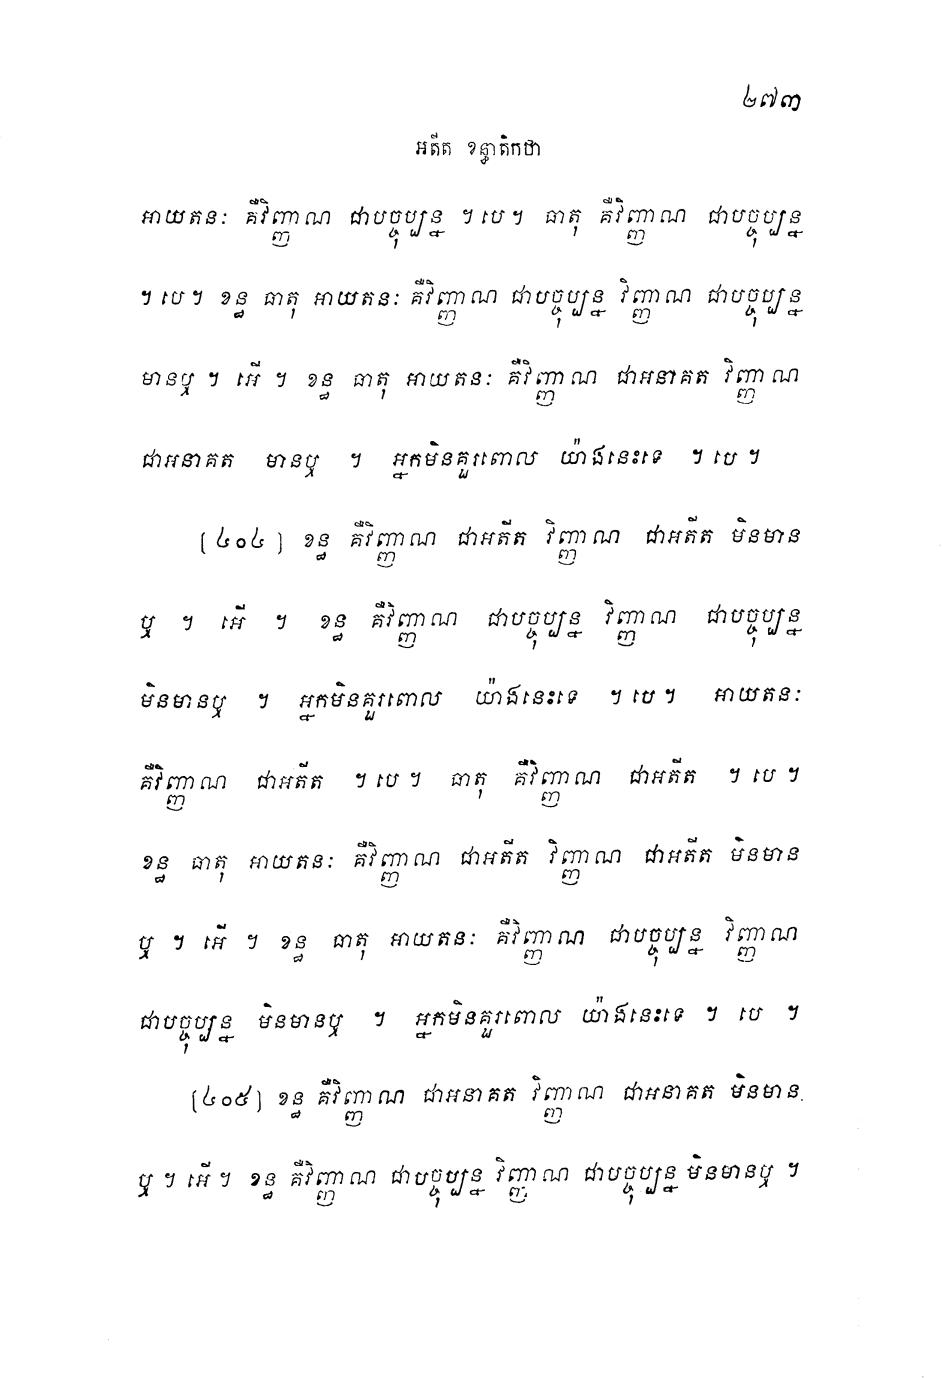 ២៧៣
អតីត ខន្ធាតិកថា
អាយតនៈ គឺវិញ្ញាណ ជាបច្ចុប្បន្ន ។ បេ ។ ធាតុ គឺវិញ្ញាណ ជាបច្ចុប្បន្ន
។ បេ ។ ខន្ធ ធាតុ អាយតនៈ គឺវិញ្ញាណ ជាបច្ចុប្បន្ន វិញ្ញាណ ជាបច្ចុប្បន្ន
មានឬ ។ អើ ។ ខន្ធ ធាតុ អាយតនៈ គឺវិញ្ញាណ ជាអនាគត វិញ្ញាណ
ជាអនាគត មានឬ ។ អ្នកមិនគួរពោល យ៉ាងនេះទេ ។ បេ ។
(៤០៤) ខន្ធ គឺវិញ្ញាណ ជាអតីត វិញ្ញាណ ជាអតីត មិនមាន
ឬ ។ អើ ។ ខន្ធ គឺវិញ្ញាណ ជាបច្ចុប្បន្ន វិញ្ញាណ ជាបច្ចុប្បន្ន
មិនមានឬ ។ អ្នកមិនគួរពោល យ៉ាងនេះទេ ។ បេ ។ អាយតនៈ
គឺវិញ្ញាណ ជាអតីត ។ បេ ។ ធាតុ គឺវិញ្ញាណ ជាអតីត ។ បេ ។
ខន្ធ ធាតុ អាយតនៈ គឺវិញ្ញាណ ជាអតីត វិញ្ញាណ ជាអតីត មិនមាន
ឬ ។ អើ ។ ខន្ធ ធាតុ អាយតនៈ គឺវិញ្ញាណ ជាបច្ចុប្បន្ន វិញ្ញាណ
ជាបច្ចុប្បន្ន មិនមានឬ ។ អ្នកមិនគួរពោល យ៉ាងនេះទេ ។ បេ ។
(៤០៥) ខន្ធ គឺវិញ្ញាណ ជាអនាគត វិញ្ញាណ ជាអនាគត មិនមាន
ឬ ។ អើ ។ ខន្ធ គឺវិញ្ញាណ ជាបច្ចុប្បន្ន វិញ្ញាណ ជាបច្ចុប្បន្ន មិនមានឬ ។